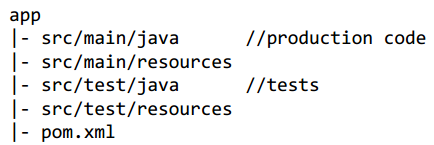 app
|- src/main/java       //production code
|- src/main/resources
|- src/test/java       //tests
|- src/test/resources
|- pom.xml